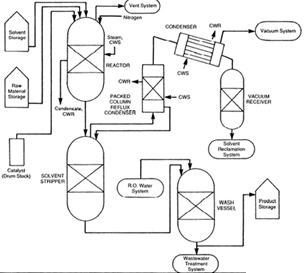 Vent System
Nitrogen
Solvent
Storage
Steam,
CWS
REACTOR
Raw
Material
Storage
Condensate,
CWR
Catalyst
(Drum Stock)
CONDENSER
CWR
CWS
Vacuum System
CWR
CWS
PACKED
COLUMN
REFLUX
CONDENSER
VACUUM
RECEIVER
Solvent
Reclamation
System
SOLVENT
STRIPPER
R.O. Water
System
WASH
VESSEL
Product
Storage
Wastewater
Treatment
System